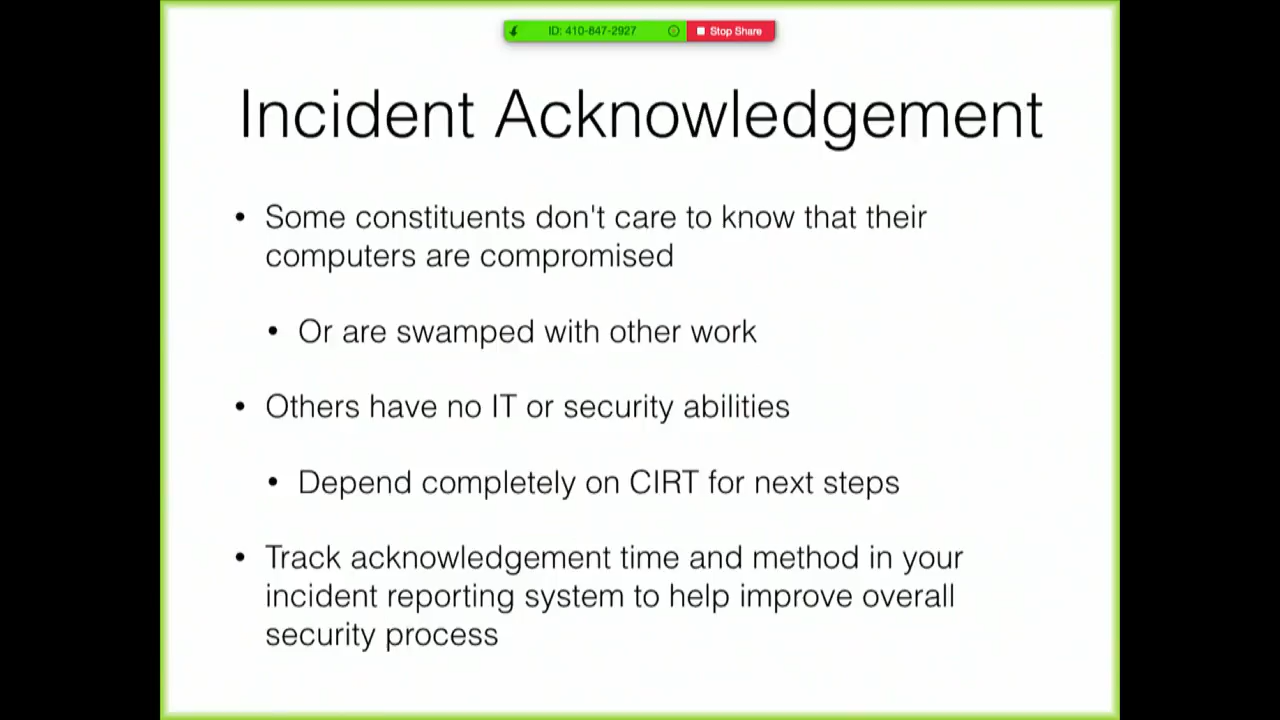 ID: 410-847-2927
Stop Share
Incident Acknowledgement
• Some constituents don't care to know that their
computers are compromised
• Or are swamped with other work
• Others have no IT or security abilities
• Depend completely on CIRT for next steps
• Track acknowledgement time and method in your
incident reporting system to help improve overall
security process